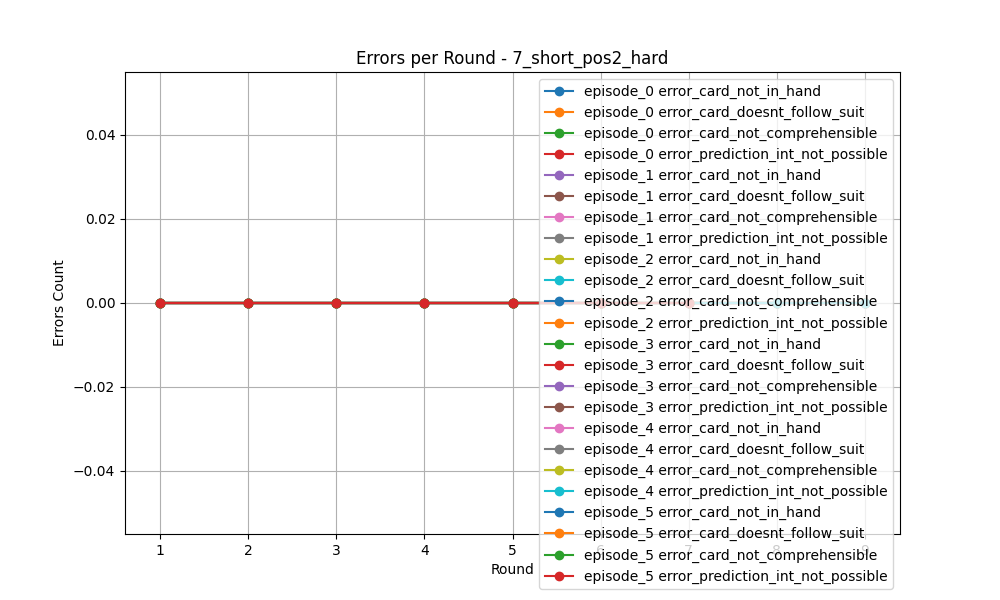 Errors per Round - 7_short_pos2_hard
Errors Count
0.04
0.02
0.00
−0.02
−0.04
episode_0 error_card_not_in_hand
episode_0 error_card_doesnt_follow_suit
episode_0 error_card_not_comprehensible
episode_0 error_prediction_int_not_possible
episode_1 error_card_not_in_hand
episode_1 error_card_doesnt_follow_suit
episode_1 error_card_not_comprehensible
episode_1 error_prediction_int_not_possible
episode_2 error_card_not_in_hand
episode_2 error_card_doesnt_follow_suit
episode_2 error_card_not_comprehensible
episode_2 error_prediction_int_not_possible
episode_3 error_card_not_in_hand
episode_3 error_card_doesnt_follow_suit
episode_3 error_card_not_comprehensible
episode_3 error_prediction_int_not_possible
episode_4 error_card_not_in_hand
episode_4 error_card_doesnt_follow_suit
episode_4 error_card_not_comprehensible
episode_4 error_prediction_int_not_possible
episode_5 error_card_not_in_hand
episode_5 error_card_doesnt_follow_suit
episode_5 error_card_not_comprehensible
episode_5 error_prediction_int_not_possible
1 2 3 4 5
Round